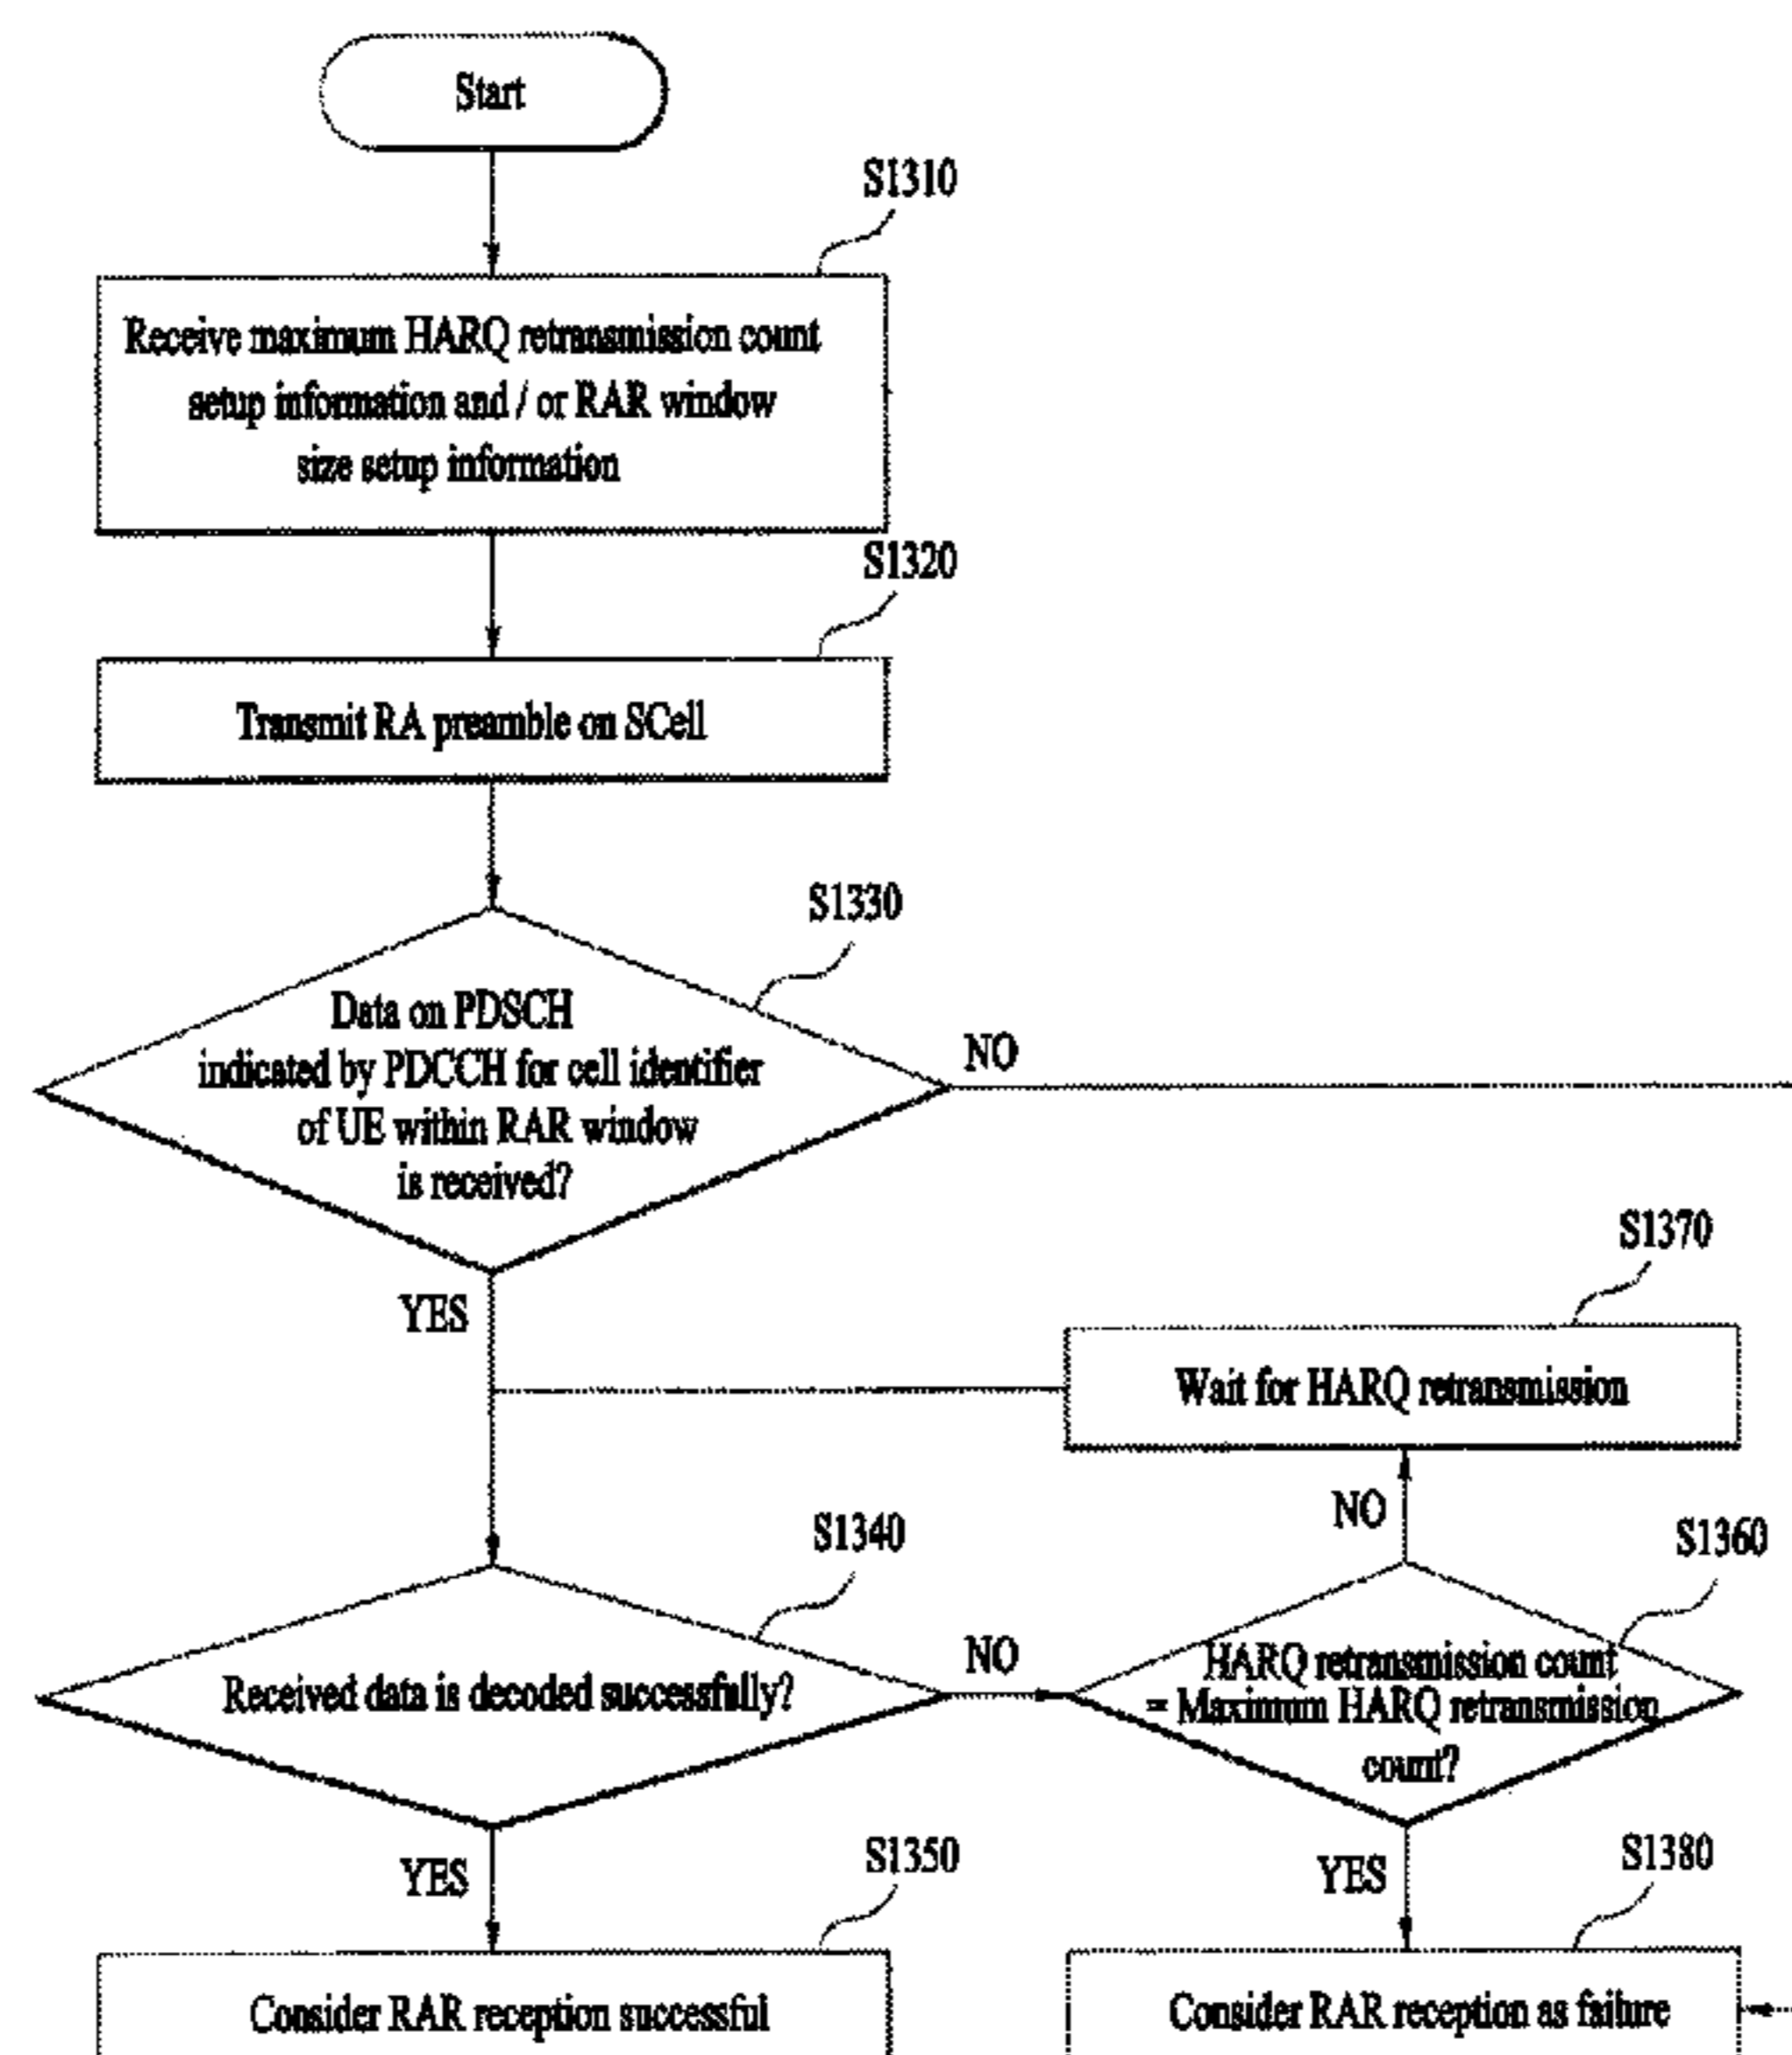 Start
S1310
Receive maximum HARQ retransmission count
setup information and / or RAR window
size setup information
S1320
Transmit RA preamble on SCell
S1330
Data on PDSCH
indicated by PDCCH for cell identifier
of UE within RAR window
is received?
NO
YES
S1370
Wait for HARQ retransmission
NO
S1340
S1360
Received data is decoded successfully?
NO
HARQ retransmission count
= Maximum HARQ retransmission
count?
YES
S1350
YES
S1380
Consider RAR reception successful
Consider RAR reception as failure